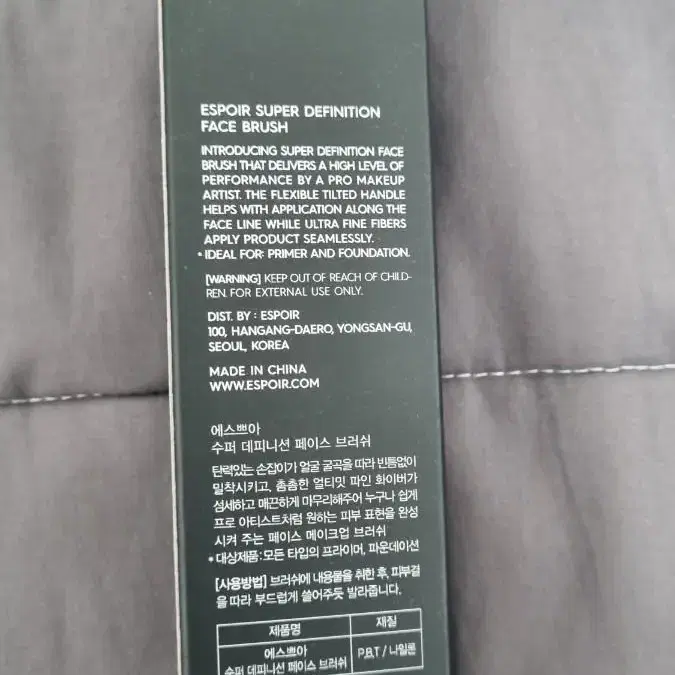 ESPOIR SUPER DEFINITION
FACE BRUSH
INTRODUCING SUPER DEFINITION FACE
BRUSH THAT DELIVERS A HIGH LEVEL OF
PERFORMANCE BY A PRO MAKEUP
ARTIST. THE FLEXIBLE TILTED HANDLE
HELPS WITH APPLICATION ALONG THE
FACE LINE WHILE ULTRA FINE FIBERS
APPLY PRODUCT SEAMLESSLY.
• IDEAL FOR: PRIMER AND FOUNDATION.
[WARNING] KEEP OUT OF REACH OF CHILD-
REN. FOR EXTERNAL USE ONLY.
DIST. BY : ESPOIR
100, HANGANG-DAERO, YONGSAN-GU,
SEOUL, KOREA
MADE IN CHINA
WWW.ESPOIR.COM
에스쁘아
수퍼 데피니션 페이스 브러쉬
탄력있는 손잡이가 얼굴 굴곡을 따라 빈틈없이
밀착시키고, 촘촘한 얼티밋 파인 화이버가
섬세하고 매끈하게 마무리해주어 누구나 쉽게
프로 아티스트처럼 원하는 피부 표현을 완성
시켜 주는 페이스 메이크업 브러쉬
• 대상제품:모든 타입의 프라이머, 파운데이션
[사용방법] 브러쉬에 내용물을 취한 후, 피부결
을 따라 부드럽게 쓸어주듯 발라줍니다.
제품명 재질
에스쁘아
수퍼 데피니션 페이스 브러쉬 P.B.T / 나일론